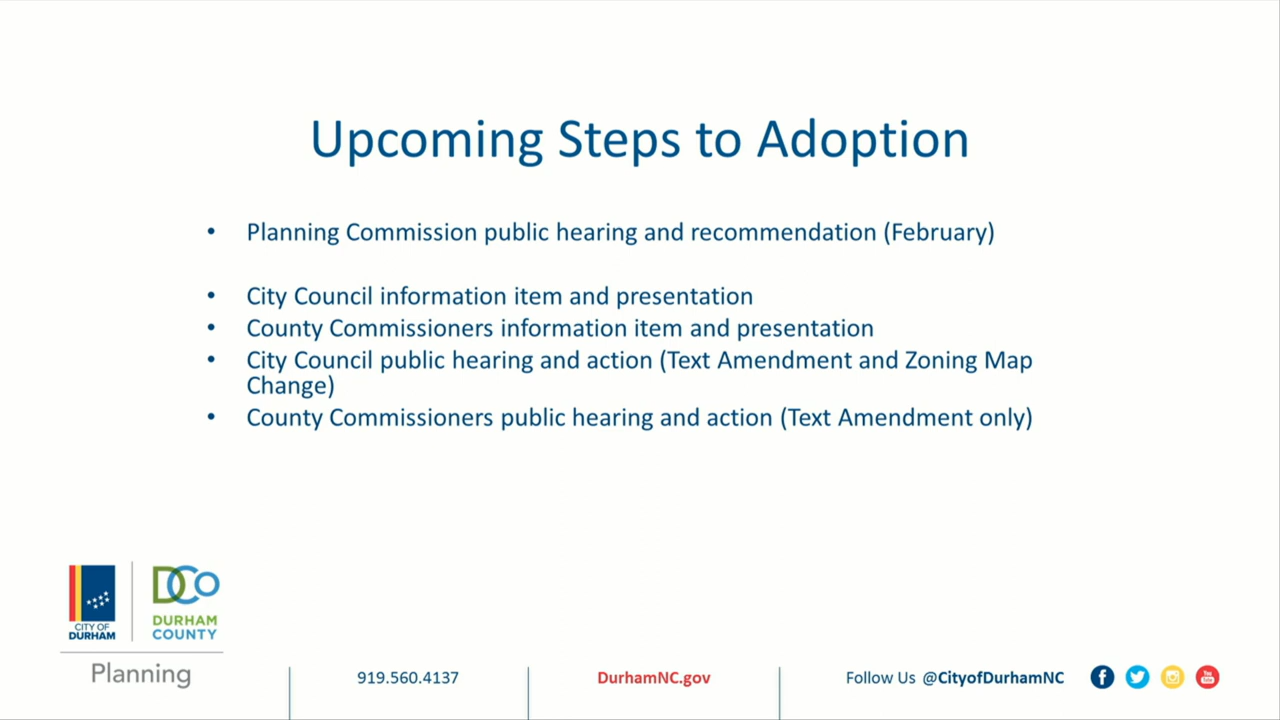 Upcoming Steps to Adoption
• Planning Commission public hearing and recommendation (February)
• City Council information item and presentation
• County Commissioners information item and presentation
• City Council public hearing and action (Text Amendment and Zoning Map
Change)
• County Commissioners public hearing and action (Text Amendment only)
CITY OF
DURHAM
DCO
DURHAM
COUNTY
Planning
919.560.4137
DurhamNC.gov
Follow Us @CityofDurhamNC
You
Tube